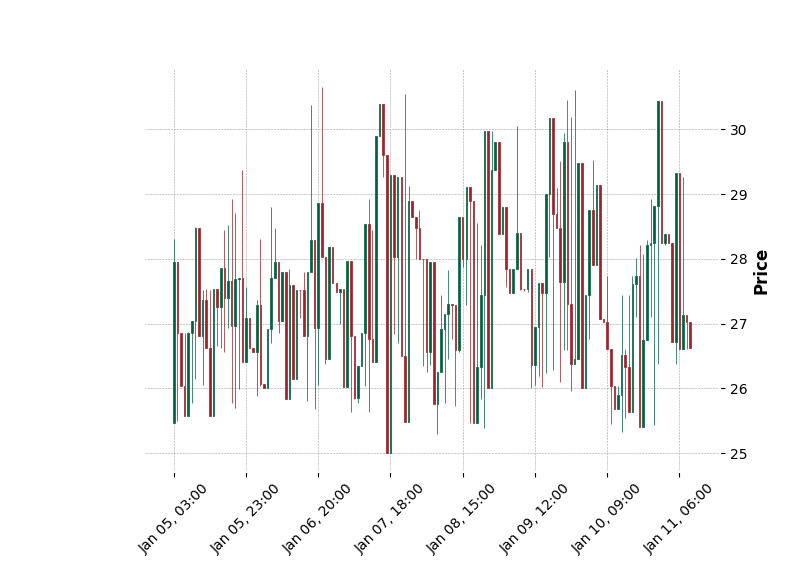 30
29
28
27
26
25
Price
Jan 05, 03:00
Jan 05, 23:00
Jan 06, 20:00
Jan 07, 18:00
Jan 08, 15:00
Jan 09, 12:00
Jan 10, 09:00
Jan 11, 06:00